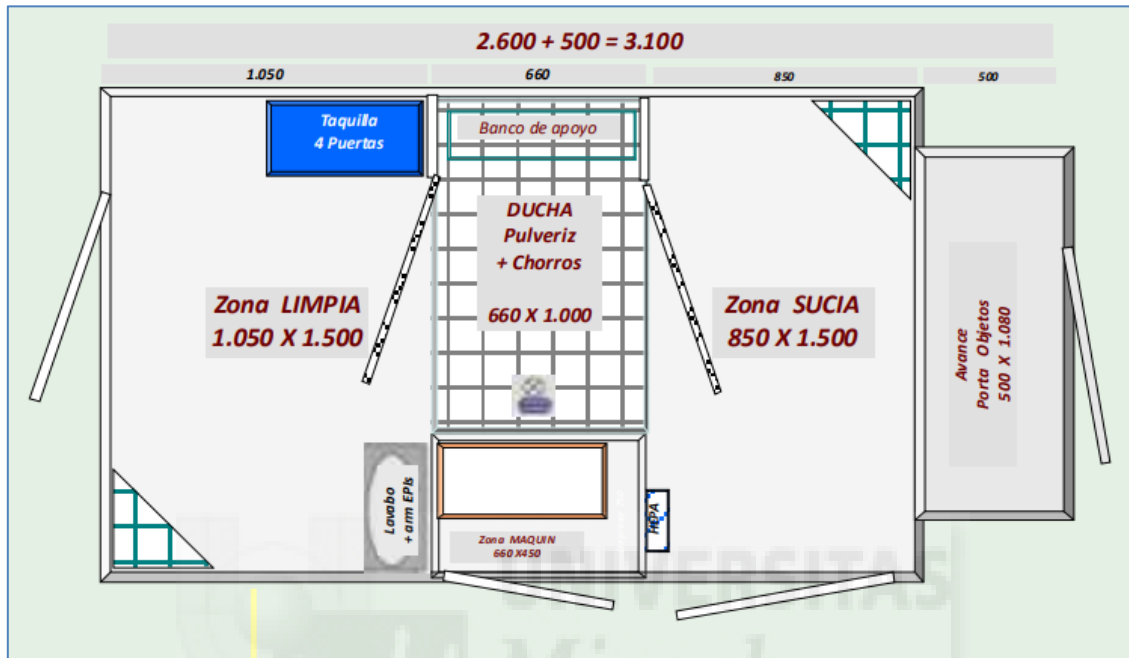 2.600 + 500 = 3.100
1.050 660 850 500
Taquilla
4 Puertas
Banco de apoyo
DUCHA
Pulveriz
+ Chorros
660 X 1.000
Zona LIMPIA
1.050 X 1.500
Zona SUCIA
850 X 1.500
Avance
Porta Objetos
500 X 1.080
Lavabo
+ arm EPIs
HEPA
Zona MAQUIN
660 X450
UNIVERSITAS